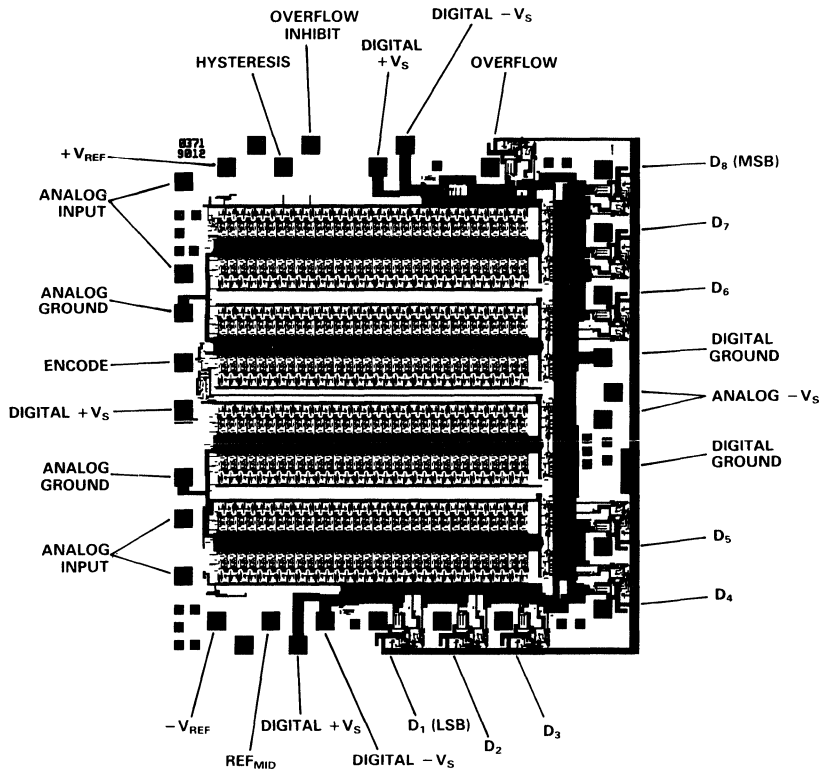 OVERFLOW
INHIBIT
DIGITAL −VS
HYSTERESIS
DIGITAL
+VS
OVERFLOW
0371
9012
+VREF
ANALOG
INPUT
ANALOG
GROUND
ENCODE
DIGITAL +VS
ANALOG
GROUND
ANALOG
INPUT
D8 (MSB)
D7
D6
DIGITAL
GROUND
ANALOG −VS
DIGITAL
GROUND
D5
D4
−VREF
REFMID
DIGITAL +VS
DIGITAL −VS
D1 (LSB)
D2
D3